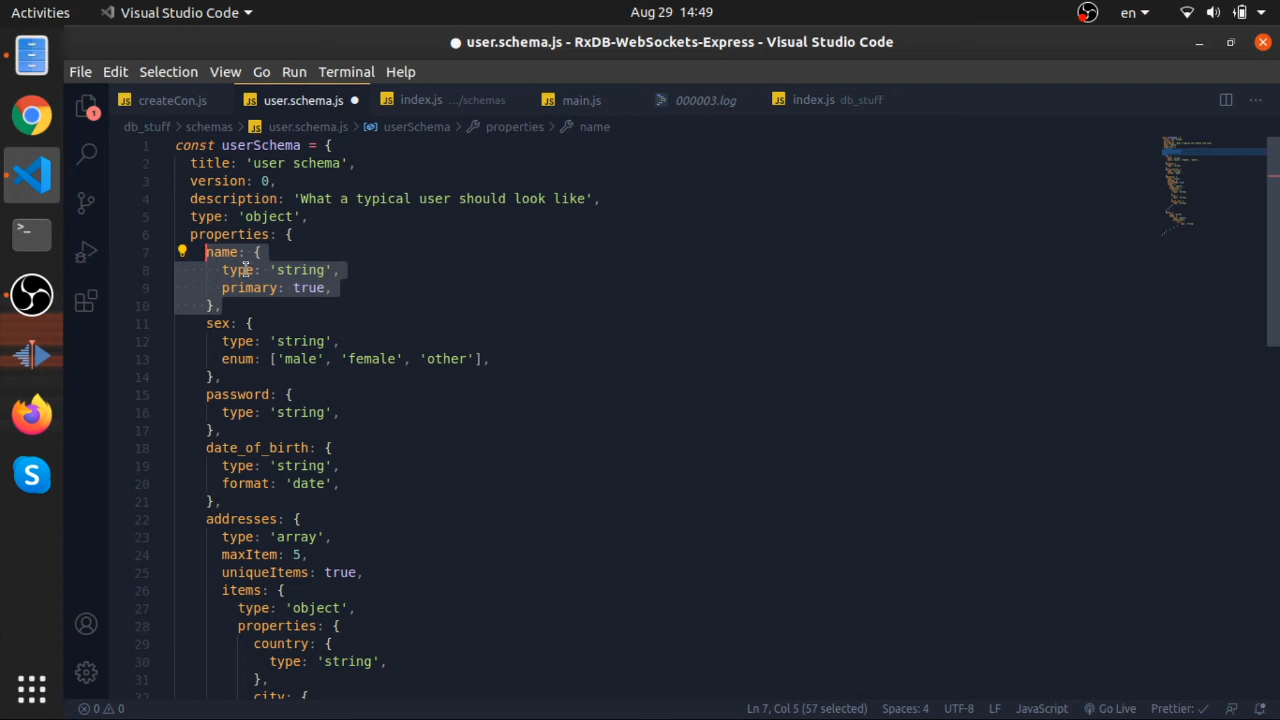 Activities
Visual Studio Code
Aug 29 14:49
en
user.schema.js - RxDB-WebSockets-Express - Visual Studio Code
File Edit Selection View Go Run Terminal Help
createCon.js
user.schema.js
index.js .../schemas
main.js
000003.log
index.js db_stuff
db_stuff schemas user.schema.js userSchema properties name
1 const userSchema = {
2 title: 'user schema',
3 version: 0,
4 description: 'What a typical user should look like',
5 type: 'object',
6 properties: {
7 name: {
8 type: 'string',
9 primary: true,
10 },
11 sex: {
12 type: 'string',
13 enum: ['male', 'female', 'other'],
14 },
15 password: {
16 type: 'string',
17 },
18 date_of_birth: {
19 type: 'string',
20 format: 'date',
21 },
22 addresses: {
23 type: 'array',
24 maxItem: 5,
25 uniqueItems: true,
26 items: {
27 type: 'object',
28 properties: {
29 country: {
30 type: 'string',
31 },
32 city: {
0 0
Ln 7, Col 5 (57 selected) Spaces: 4 UTF-8 LF JavaScript Go Live Prettier: